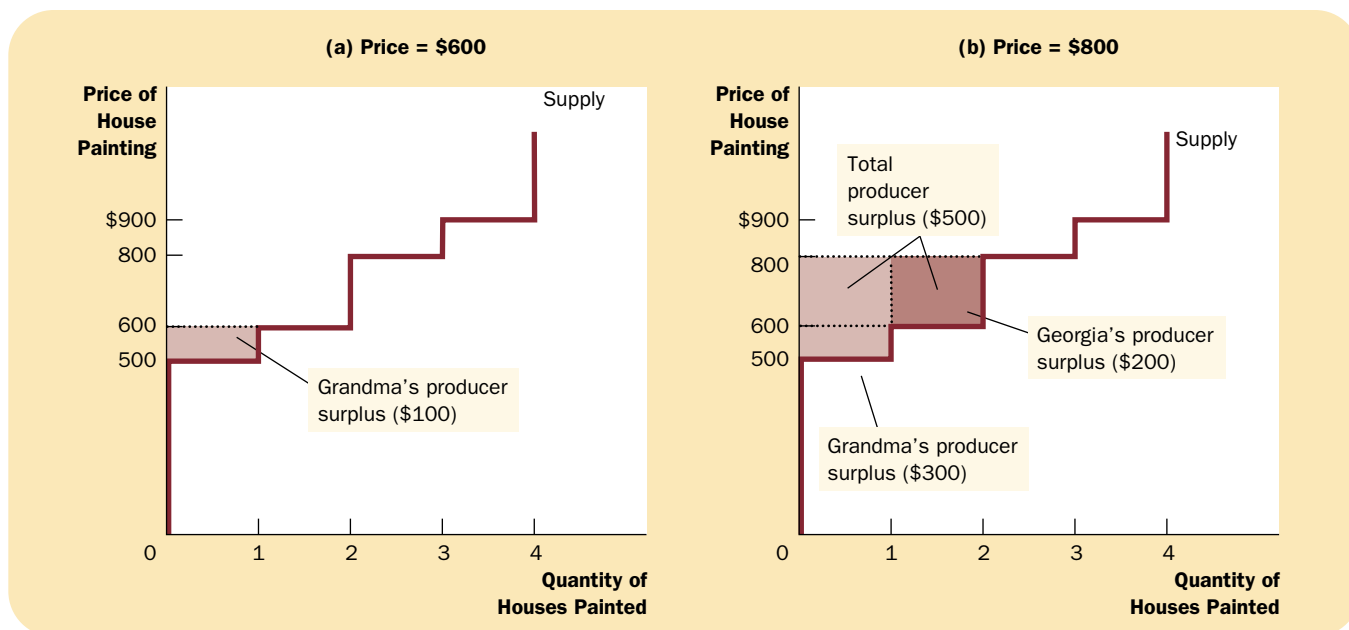 (a) Price = $600
Price of
House
Painting
Supply
$900
800
600
500
Grandma's producer
surplus ($100)
0
1
2
3
4
Quantity of
Houses Painted
(b) Price = $800
Price of
House
Painting
Supply
Total
producer
surplus ($500)
$900
800
600
500
Georgia's producer
surplus ($200)
Grandma's producer
surplus ($300)
0
1
2
3
4
Quantity of
Houses Painted